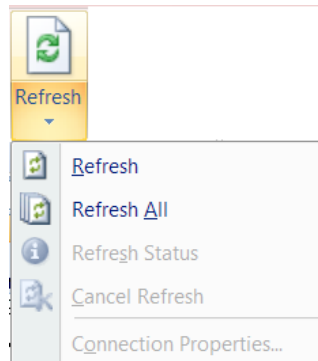 Refresh
Refresh
Refresh All
Refresh Status
Cancel Refresh
Connection Properties...